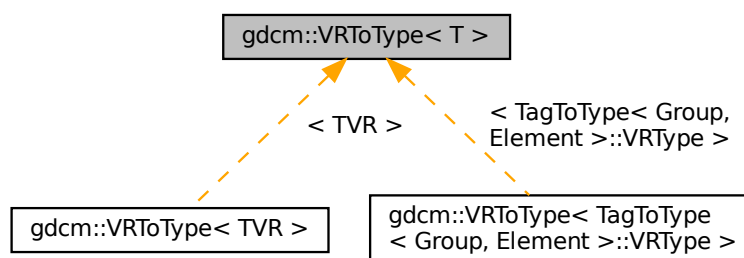 gdcm::VRToType< T >
< TVR >
< TagToType< Group,
Element >::VRType >
gdcm::VRToType< TVR >
gdcm::VRToType< TagToType
< Group, Element >::VRType >